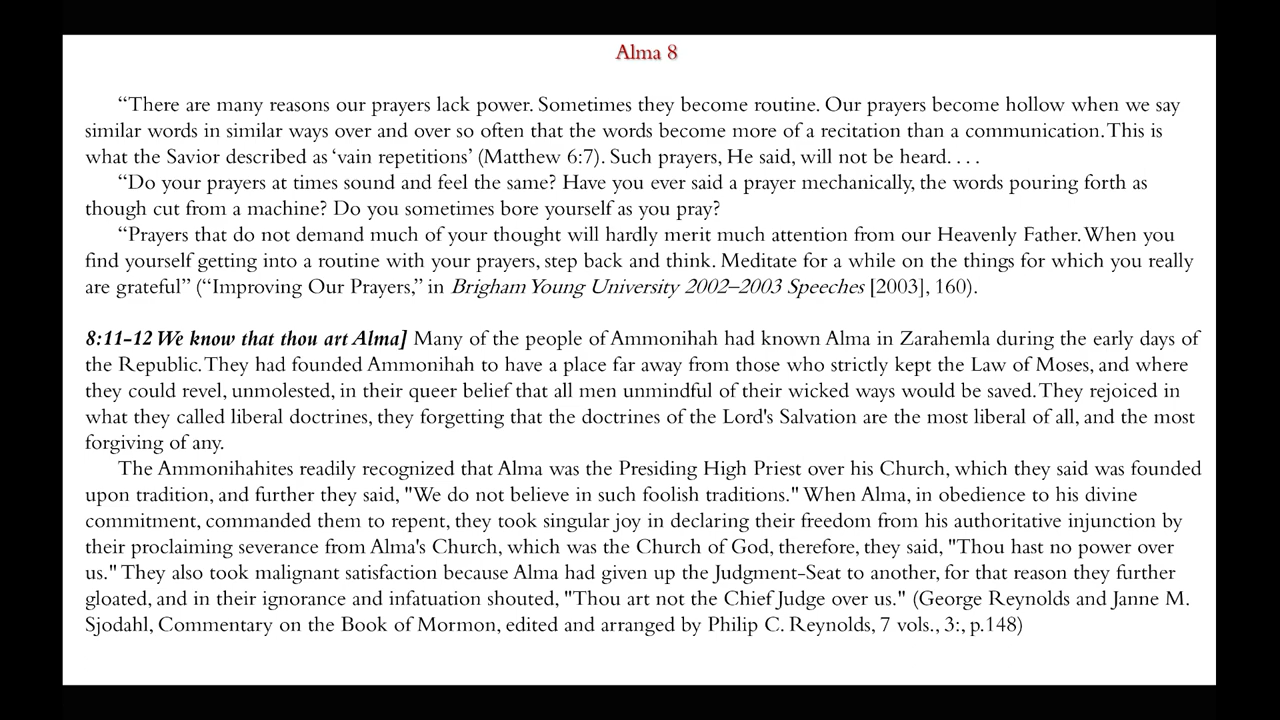 Alma 8
“There are many reasons our prayers lack power. Sometimes they become routine. Our prayers become hollow when we say
similar words in similar ways over and over so often that the words become more of a recitation than a communication. This is
what the Savior described as ‘vain repetitions’ (Matthew 6:7). Such prayers, He said, will not be heard. . . .
“Do your prayers at times sound and feel the same? Have you ever said a prayer mechanically, the words pouring forth as
though cut from a machine? Do you sometimes bore yourself as you pray?
“Prayers that do not demand much of your thought will hardly merit much attention from our Heavenly Father. When you
find yourself getting into a routine with your prayers, step back and think. Meditate for a while on the things for which you really
are grateful” (“Improving Our Prayers,” in Brigham Young University 2002–2003 Speeches [2003], 160).
8:11-12 We know that thou art Alma] Many of the people of Ammonihah had known Alma in Zarahemla during the early days of
the Republic. They had founded Ammonihah to have a place far away from those who strictly kept the Law of Moses, and where
they could revel, unmolested, in their queer belief that all men unmindful of their wicked ways would be saved. They rejoiced in
what they called liberal doctrines, they forgetting that the doctrines of the Lord's Salvation are the most liberal of all, and the most
forgiving of any.
The Ammonihahites readily recognized that Alma was the Presiding High Priest over his Church, which they said was founded
upon tradition, and further they said, "We do not believe in such foolish traditions." When Alma, in obedience to his divine
commitment, commanded them to repent, they took singular joy in declaring their freedom from his authoritative injunction by
their proclaiming severance from Alma's Church, which was the Church of God, therefore, they said, "Thou hast no power over
us." They also took malignant satisfaction because Alma had given up the Judgment-Seat to another, for that reason they further
gloated, and in their ignorance and infatuation shouted, "Thou art not the Chief Judge over us." (George Reynolds and Janne M.
Sjodahl, Commentary on the Book of Mormon, edited and arranged by Philip C. Reynolds, 7 vols., 3:, p.148)